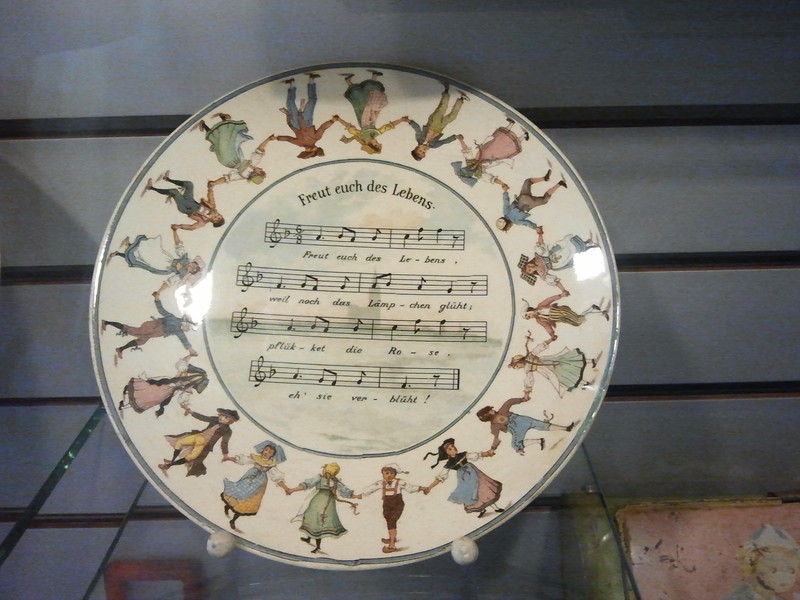 Freut euch des Lebens.
Freut euch des Le-bens,
weil noch das Lämp-chen glüht;
pflük-ket die Ro-se,
eh' sie ver-blüht!